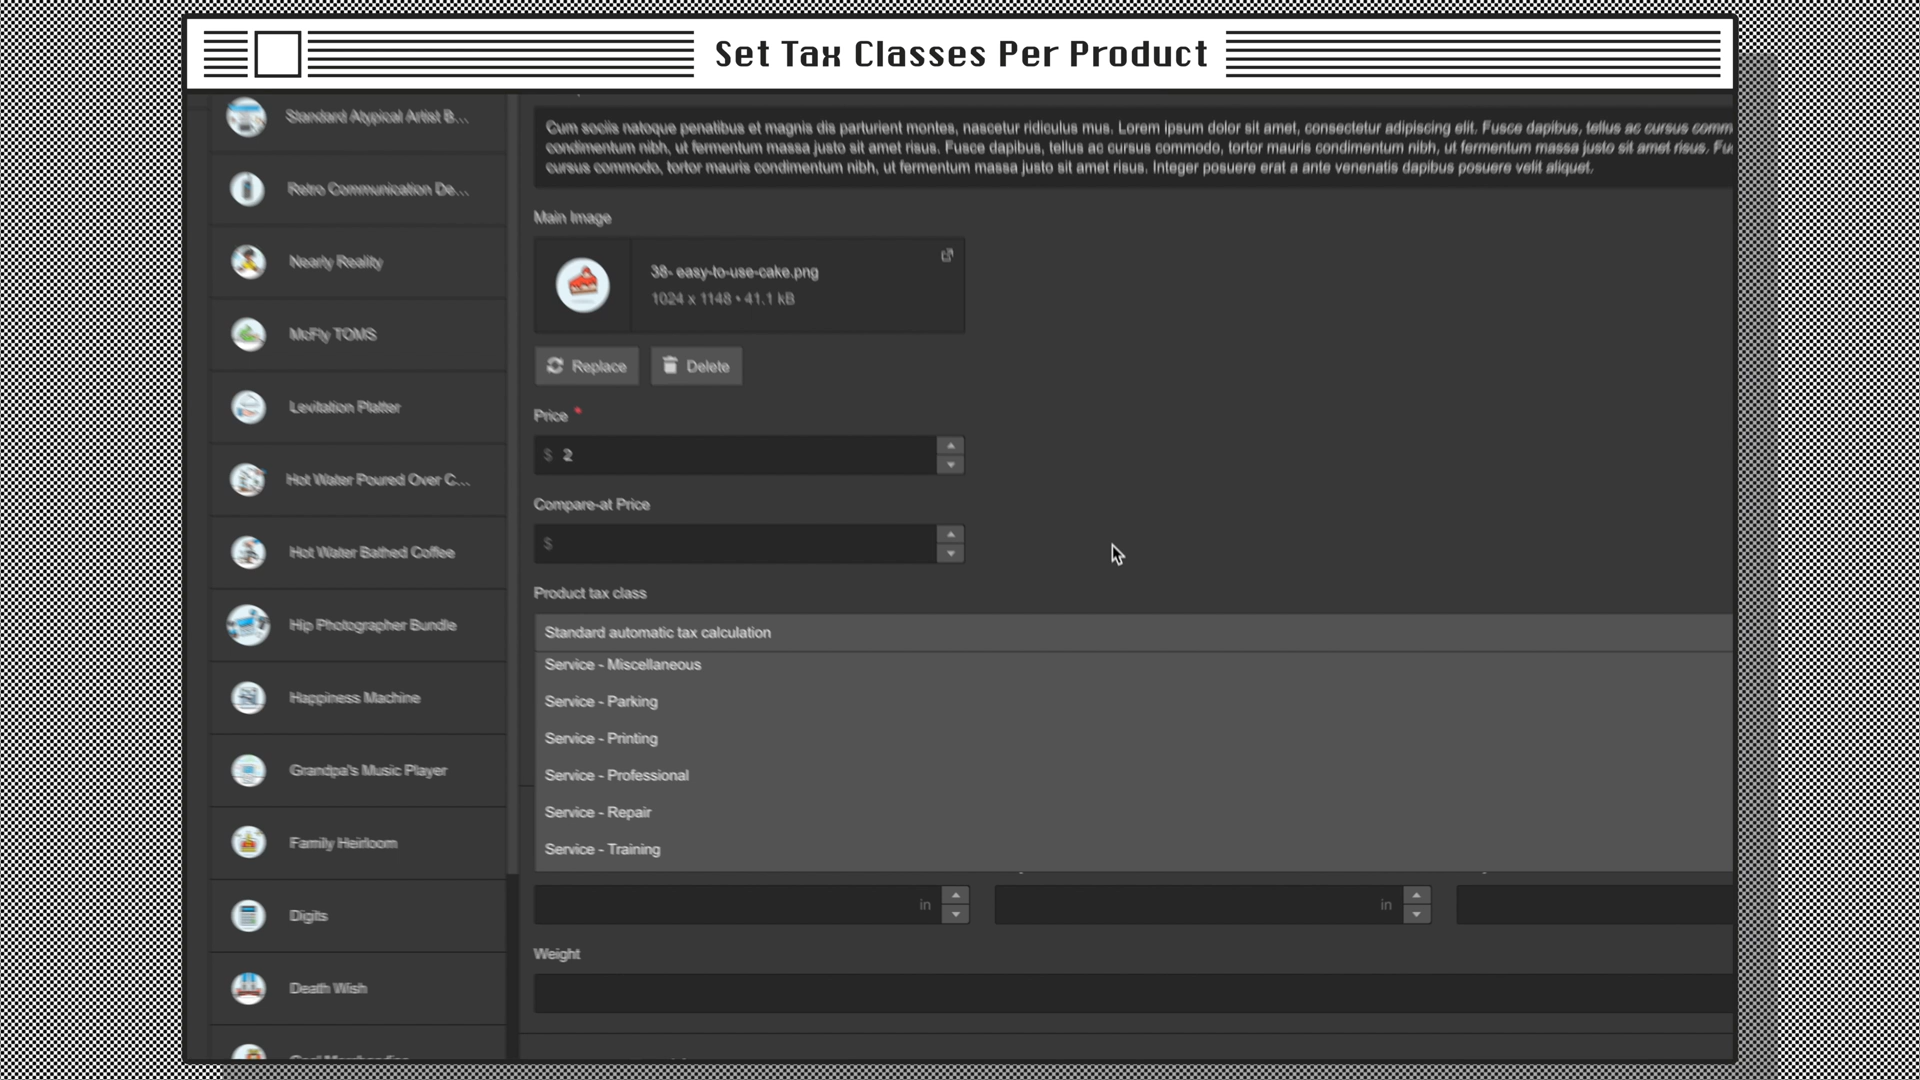 Set Tax Classes Per Product
Standard Atypical Artist B...
Retro Communication De...
Nearly Reality
McFly TOMS
Levitation Platter
Hot Water Poured Over C...
Hot Water Bathed Coffee
Hip Photographer Bundle
Happiness Machine
Grandpa's Music Player
Family Heirloom
Digits
Death Wish
Cum sociis natoque penatibus et magnis dis parturient montes, nascetur ridiculus mus. Lorem ipsum dolor sit amet, consectetur adipiscing elit. Fusce dapibus, tellus ac cursus comm
condimentum nibh, ut fermentum massa justo sit amet risus. Fusce dapibus, tellus ac cursus commodo, tortor mauris condimentum nibh, ut fermentum massa justo sit amet risus. Fu
cursus commodo, tortor mauris condimentum nibh, ut fermentum massa justo sit amet risus. Integer posuere erat a ante venenatis dapibus posuere velit aliquet.
Main Image
38- easy-to-use-cake.png
1024 x 1148 • 41.1 kB
Replace Delete
Price *
$ 2
Compare-at Price
$
Product tax class
Standard automatic tax calculation
Service - Miscellaneous
Service - Parking
Service - Printing
Service - Professional
Service - Repair
Service - Training
in in
Weight